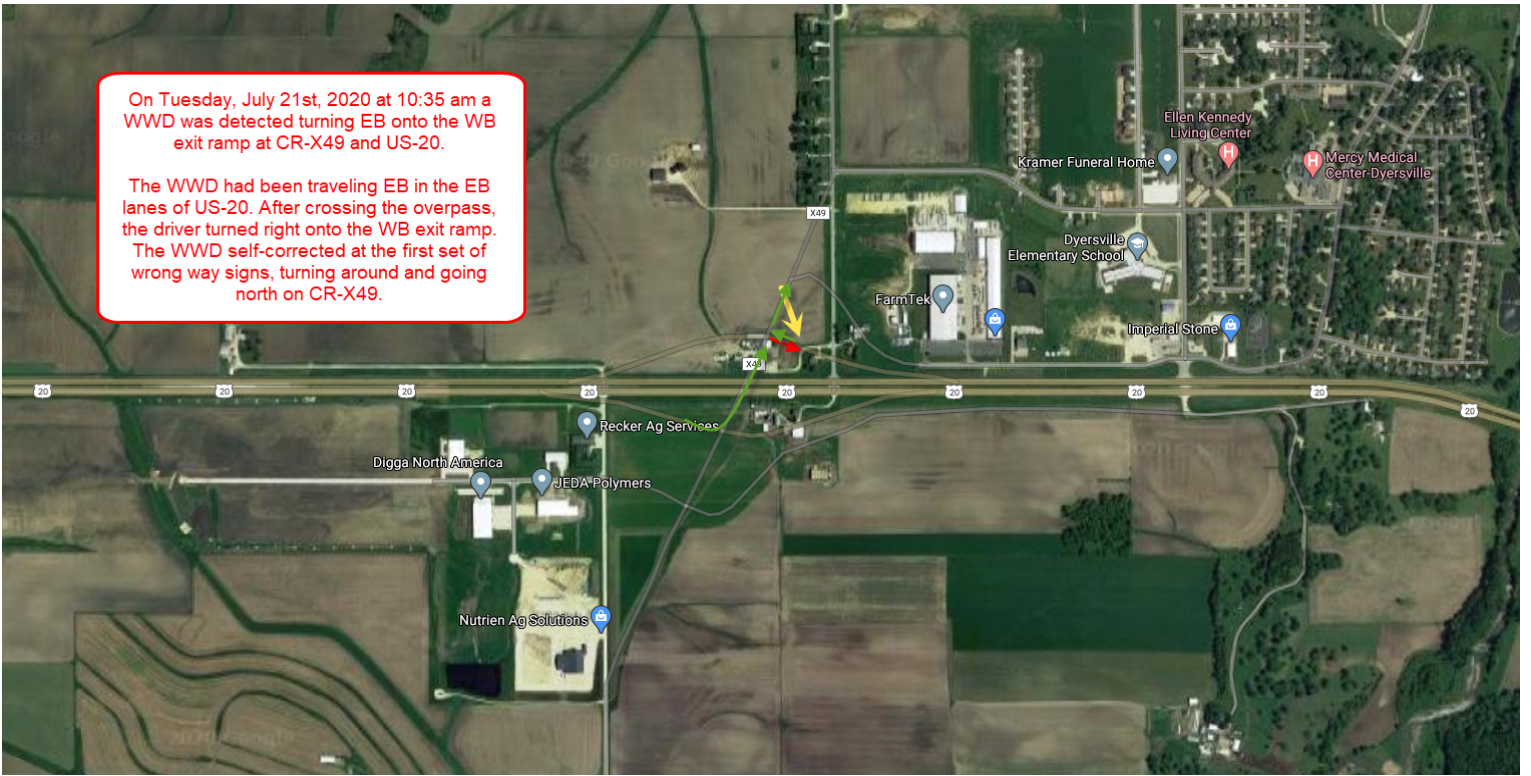 On Tuesday, July 21st, 2020 at 10:35 am a
WWD was detected turning EB onto the WB
exit ramp at CR-X49 and US-20.
The WWD had been traveling EB in the EB
lanes of US-20. After crossing the overpass,
the driver turned right onto the WB exit ramp.
The WWD self-corrected at the first set of
wrong way signs, turning around and going
north on CR-X49.
Ellen Kennedy
Living Center
Kramer Funeral Home
Mercy Medical
Center-Dyersville
X49
Dyersville
Elementary School
FarmTek
Imperial Stone
X49
20
20
20
20
20
20
20
20
20
Recker Ag Services
Digga North America
JEDA Polymers
Nutrien Ag Solutions